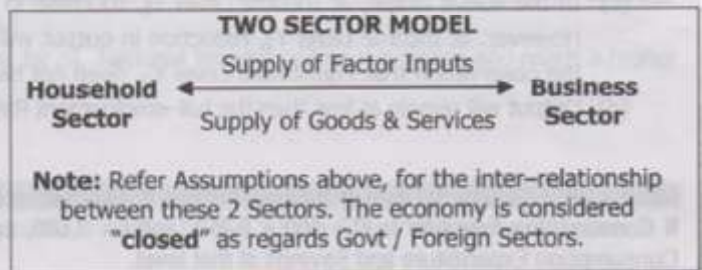 TWO SECTOR MODEL
Supply of Factor Inputs
Household Sector
Business Sector
Supply of Goods & Services
Note: Refer Assumptions above, for the inter-relationship
between these 2 Sectors. The economy is considered
"closed" as regards Govt / Foreign Sectors.